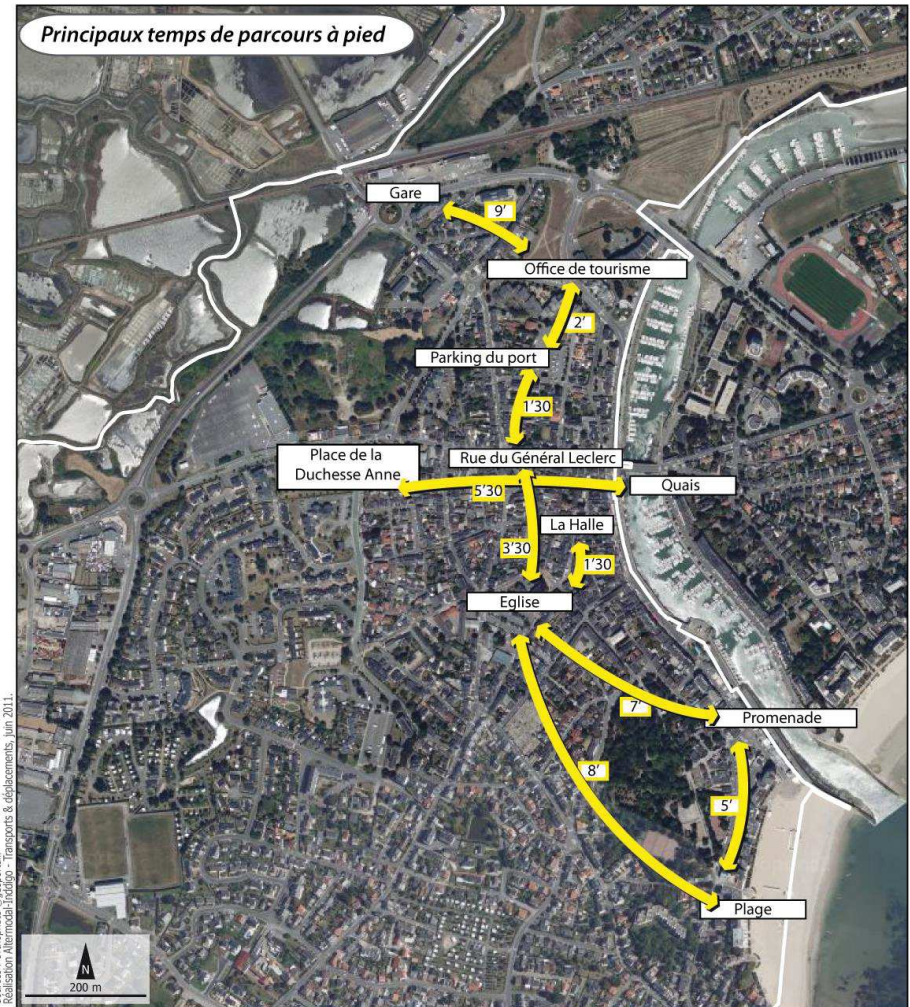 Principaux temps de parcours à pied
Gare
9'
Office de tourisme
2'
Parking du port
1'30
Place de la
Duchesse Anne
Rue du Général Leclerc
5'30
Quais
La Halle
3'30
1'30
Eglise
7'
Promenade
8'
5'
Plage
N
200 m
Réalisation Altermodal-Inddigo - Transports & déplacements, juin 2011.